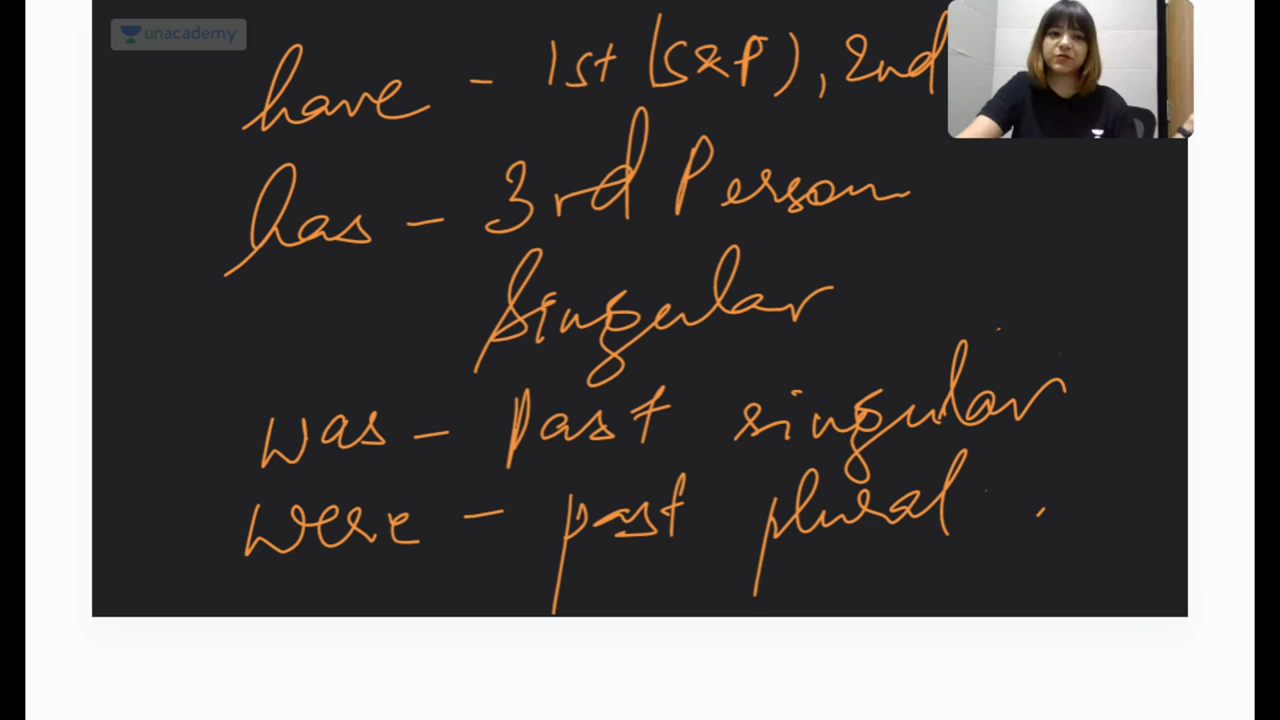 unacademy
have - 1st (S&P), 2nd
has - 3rd Person
Singular
was - Past singular
were - past plural .